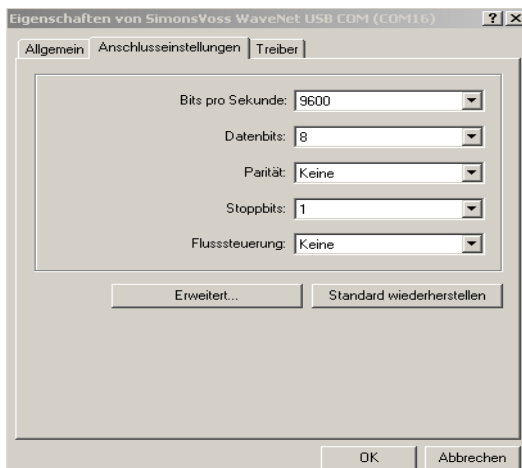 Eigenschaften von SimonsVoss WaveNet USB COM (COM16)
Allgemein Anschlusseinstellungen Treiber
Bits pro Sekunde: 9600
Datenbits: 8
Parität: Keine
Stoppbits: 1
Flusssteuerung: Keine
Erweitert... Standard wiederherstellen
OK Abbrechen